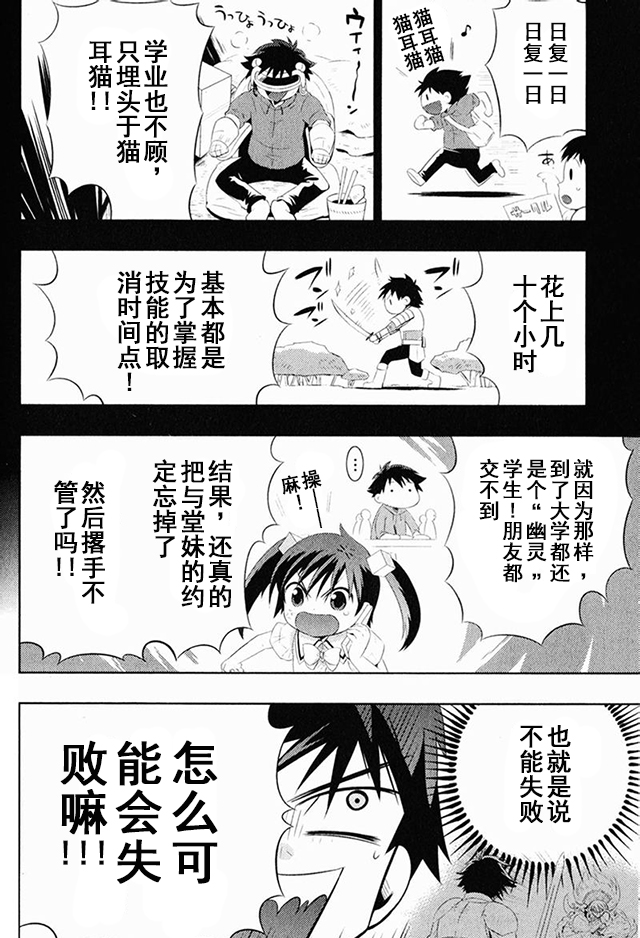 日复一日
日复一日
猫耳猫
猫耳猫
♪
あ
ウィィー!
うっひょうっひょう
学业也不顾，
只埋头于猫
耳猫!!
花上几
十个小时
基本都是
为了掌握
技能的取
消时间点！
就因为那样，
到了大学都还
是个“幽灵”
学生！朋友都
交不到
…
麻操！
结果，还真的
把与堂妹的约
定忘掉了
然后撂手不
管了吗!!
也就是说
不能失败
怎么可
能会失
败嘛!!!